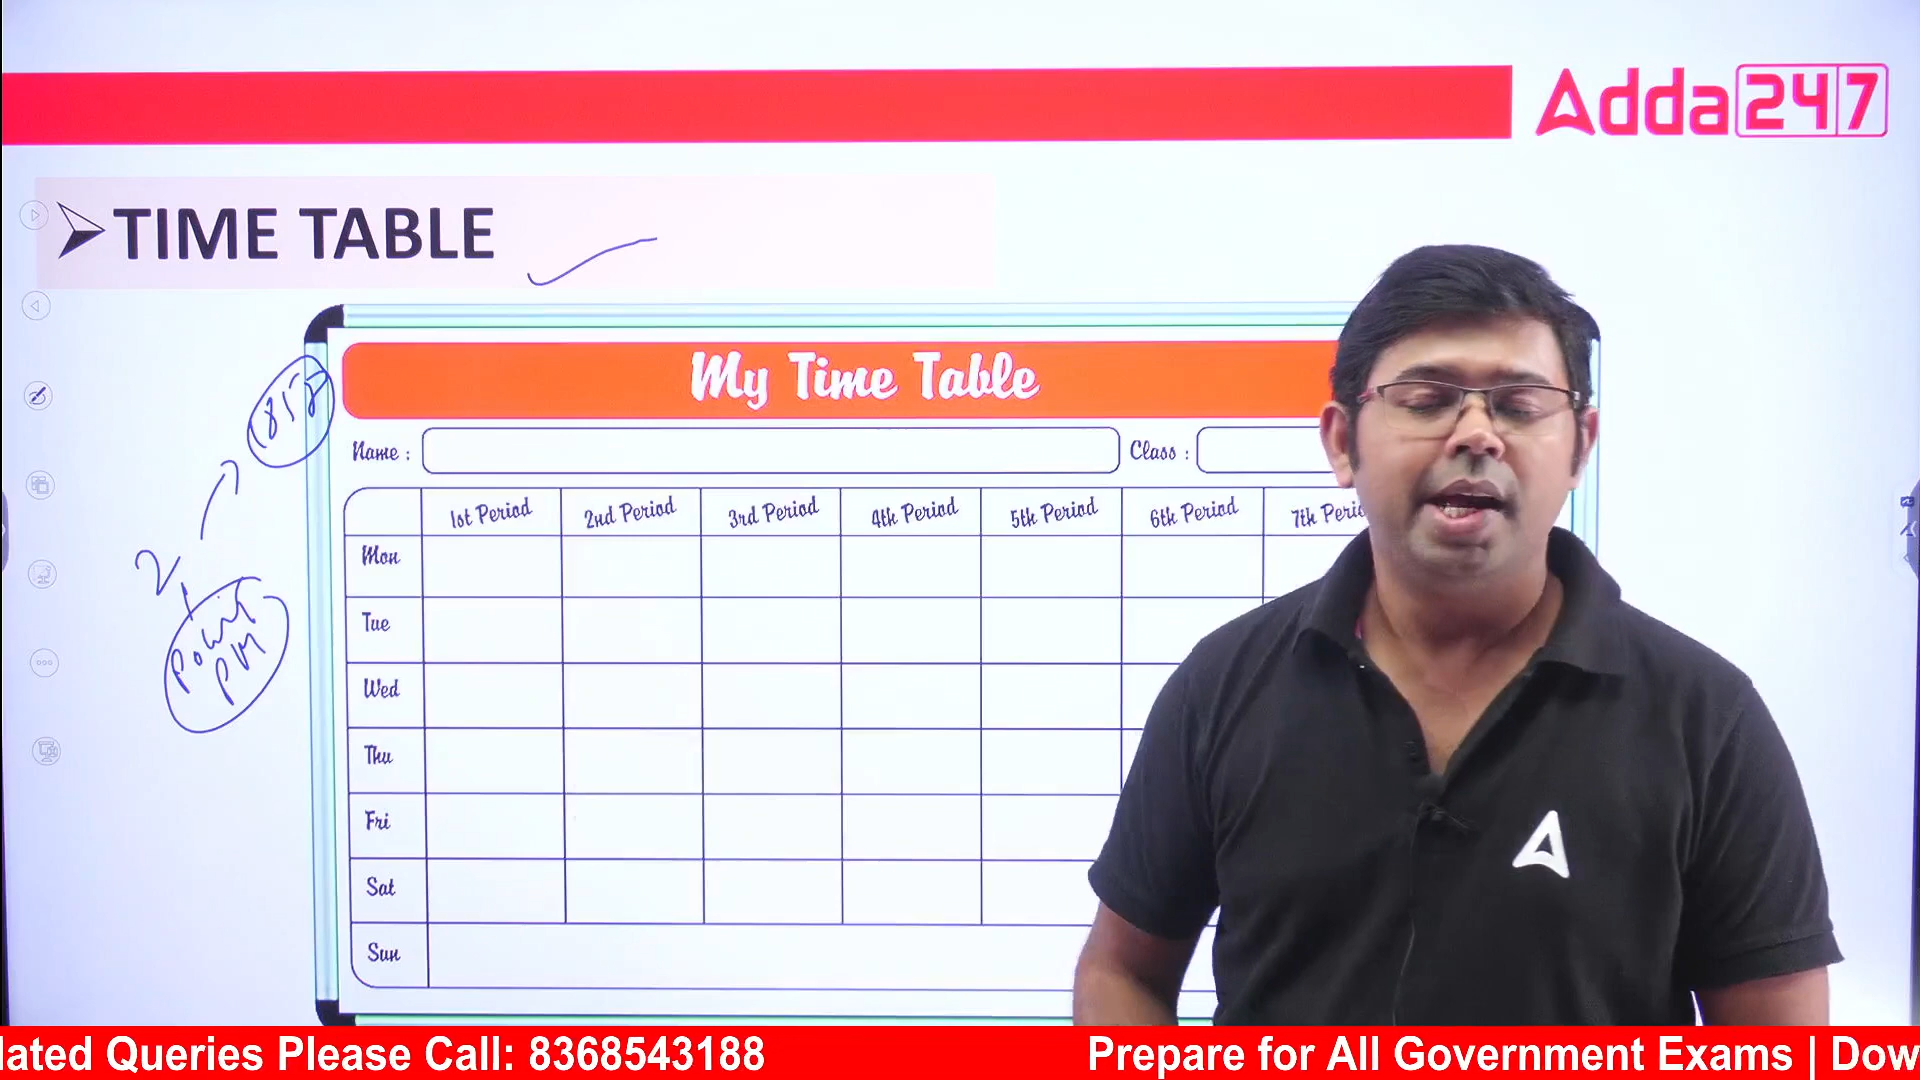 Adda247
TIME TABLE
My Time Table
Name :
Class :
1st Period 2nd Period 3rd Period 4th Period 5th Period 6th Period 7th
Mon
Tue
Wed
Thu
Fri
Sat
Sun
2
PM
lated Queries Please Call: 8368543188
Prepare for All Government Exams | Dow